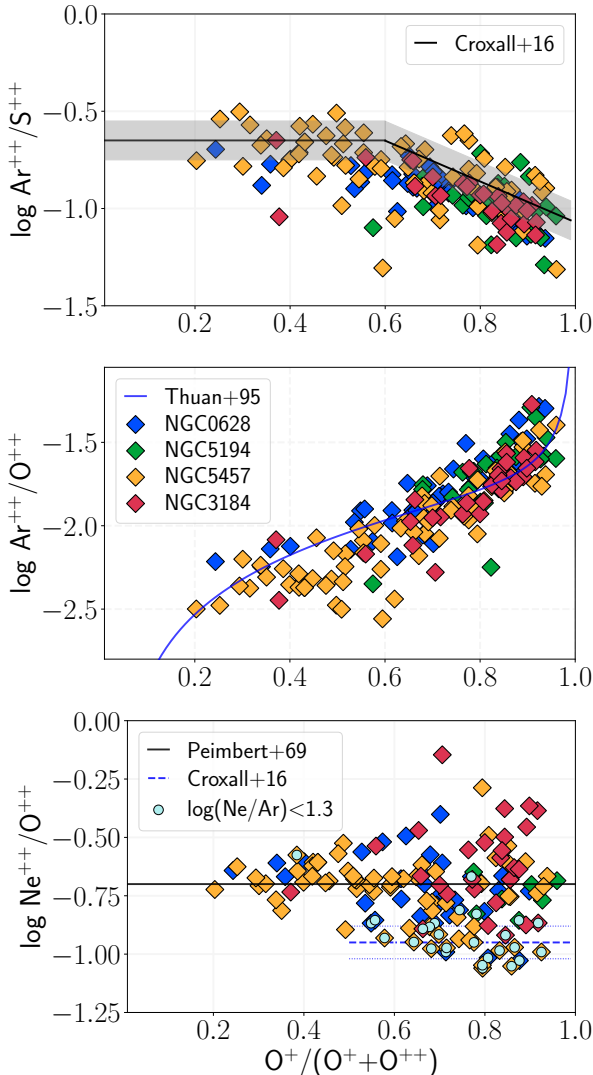 Croxall+16
log Ar⁺⁺/S⁺⁺
−0.5
−1.0
−1.5
0.2 0.4 0.6 0.8 1.0
Thuan+95
NGC0628
NGC5194
NGC5457
NGC3184
log Ar⁺⁺/O⁺⁺
−1.5
−2.0
−2.5
0.2 0.4 0.6 0.8 1.0
Peimbert+69
Croxall+16
log(Ne/Ar)<1.3
log Ne⁺⁺/O⁺⁺
0.00
−0.25
−0.50
−0.75
−1.00
−1.25
0.2 0.4 0.6 0.8 1.0
O⁺/(O⁺+O⁺⁺)